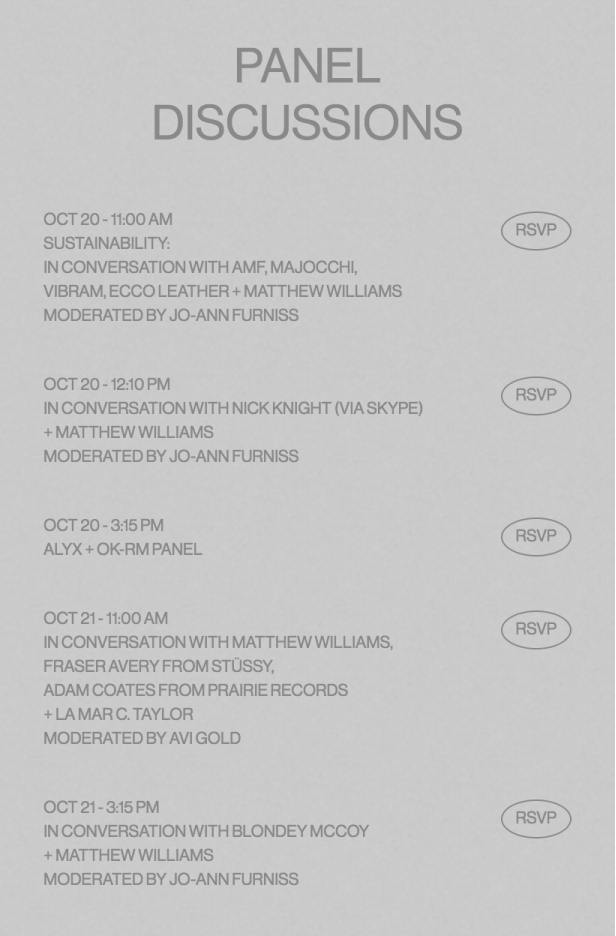 PANEL
DISCUSSIONS
OCT 20 - 11:00 AM
RSVP
SUSTAINABILITY:
IN CONVERSATION WITH AMF, MAJOCCHI,
VIBRAM, ECCO LEATHER + MATTHEW WILLIAMS
MODERATED BY JO-ANN FURNISS
OCT 20 - 12:10 PM
RSVP
IN CONVERSATION WITH NICK KNIGHT (VIA SKYPE)
+ MATTHEW WILLIAMS
MODERATED BY JO-ANN FURNISS
OCT 20 - 3:15 PM
RSVP
ALYX + OK-RM PANEL
OCT 21 - 11:00 AM
RSVP
IN CONVERSATION WITH MATTHEW WILLIAMS,
FRASER AVERY FROM STÜSSY,
ADAM COATES FROM PRAIRIE RECORDS
+ LA MAR C. TAYLOR
MODERATED BY AVI GOLD
OCT 21 - 3:15 PM
RSVP
IN CONVERSATION WITH BLONDEY MCCOY
+ MATTHEW WILLIAMS
MODERATED BY JO-ANN FURNISS